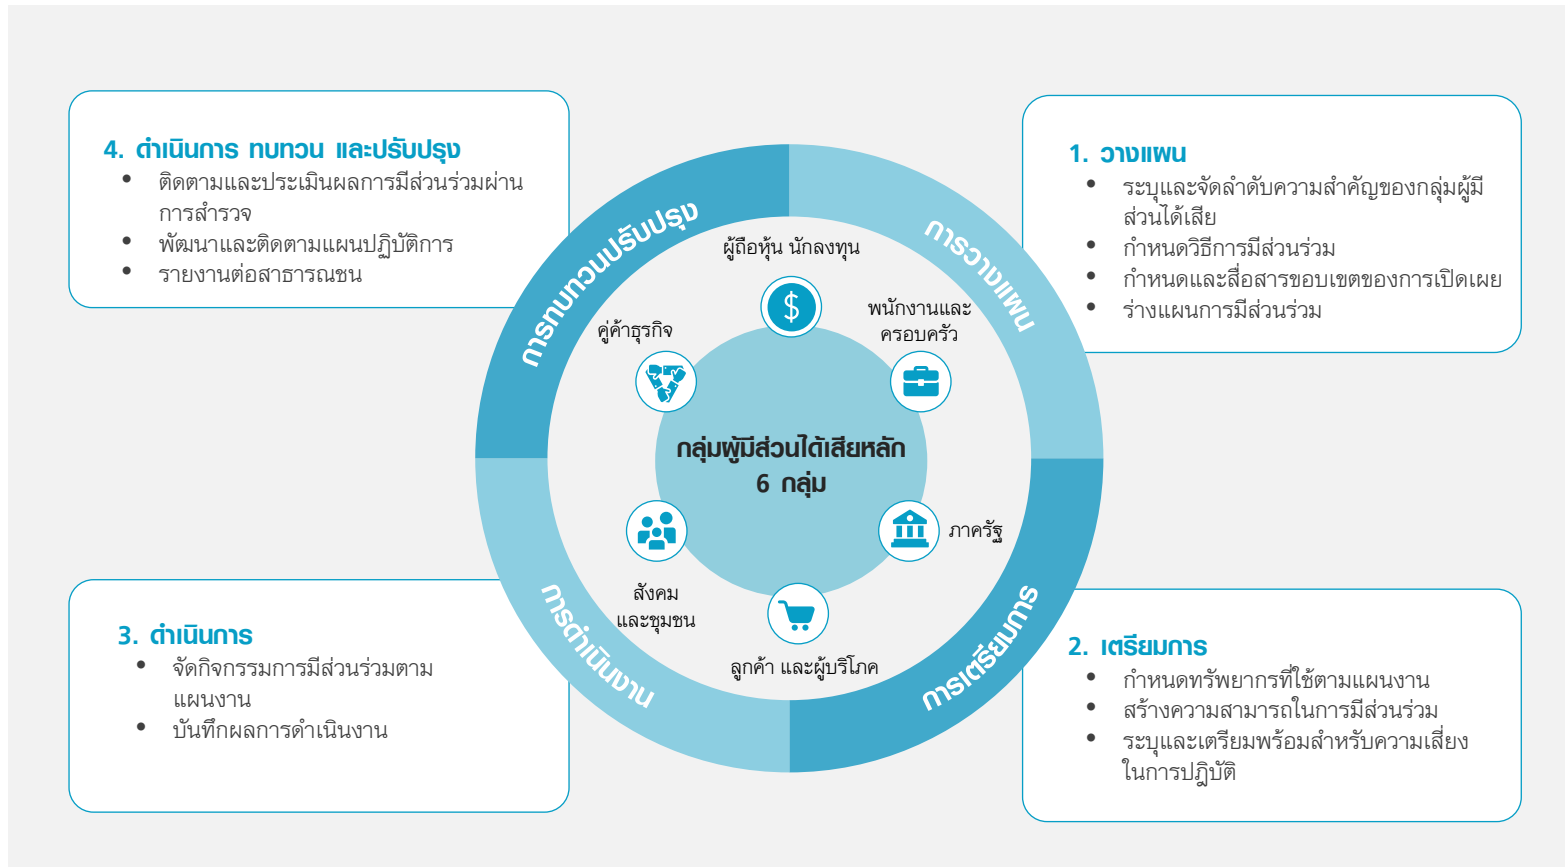 4. ดำเนินการ ทบทวน และปรับปรุง
• ติดตามและประเมินผลการมีส่วนร่วมผ่าน
การสำรวจ
• พัฒนาและติดตามแผนปฏิบัติการ
• รายงานต่อสาธารณชน
1. วางแผน
• ระบุและจัดลำดับความสำคัญของกลุ่มผู้มี
ส่วนได้เสีย
• กำหนดวิธีการมีส่วนร่วม
• กำหนดและสื่อสารขอบเขตของการเปิดเผย
• ร่างแผนการมีส่วนร่วม
การทบทวนปรับปรุง
การวางแผน
ผู้ถือหุ้น นักลงทุน
$
พนักงานและ
ครอบครัว
คู่ค้าธุรกิจ
กลุ่มผู้มีส่วนได้เสียหลัก
6 กลุ่ม
ภาครัฐ
สังคม
และชุมชน
ลูกค้า และผู้บริโภค
การดำเนินงาน
การเตรียมการ
3. ดำเนินการ
• จัดกิจกรรมการมีส่วนร่วมตาม
แผนงาน
• บันทึกผลการดำเนินงาน
2. เตรียมการ
• กำหนดทรัพยากรที่ใช้ตามแผนงาน
• สร้างความสามารถในการมีส่วนร่วม
• ระบุและเตรียมพร้อมสำหรับความเสี่ยง
ในการปฎิบัติ